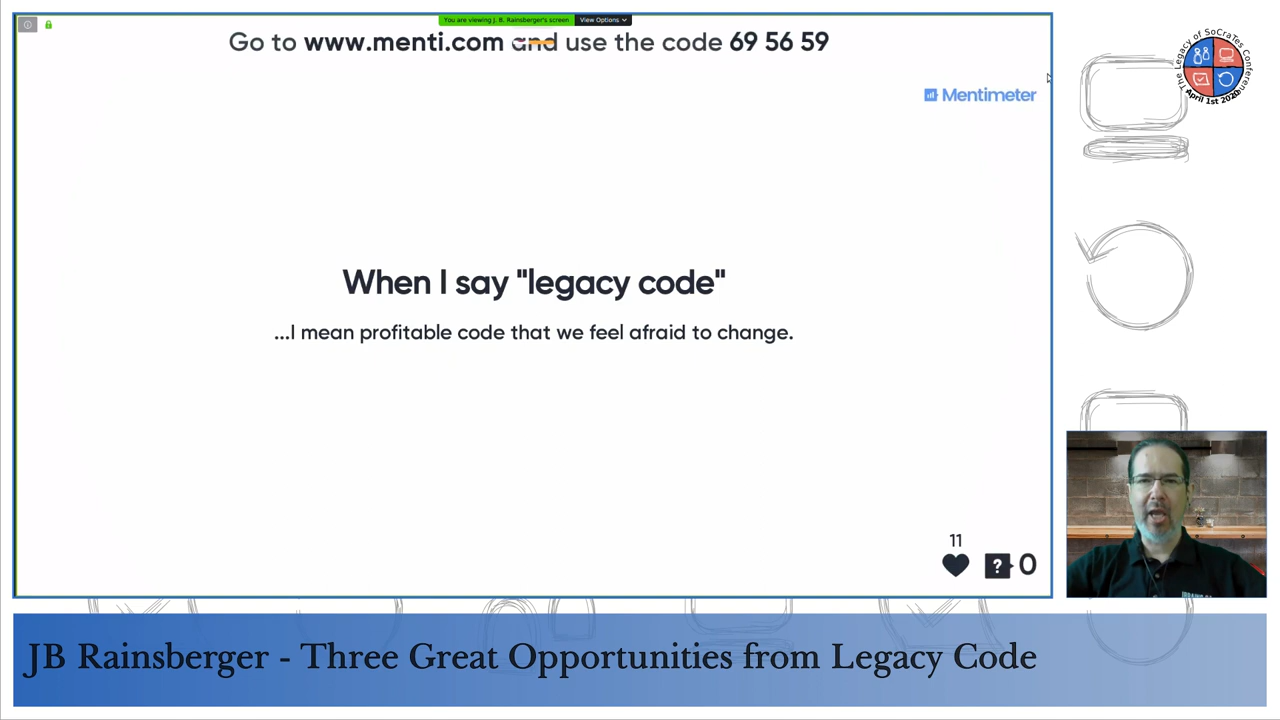 You are viewing J. B. Rainsberger's screen View Options
Go to www.menti.com and use the code 69 56 59
Mentimeter
The Legacy of SoCraTes Conference
April 1st 2020
When I say "legacy code"
...I mean profitable code that we feel afraid to change.
11
? 0
JB Rainsberger - Three Great Opportunities from Legacy Code